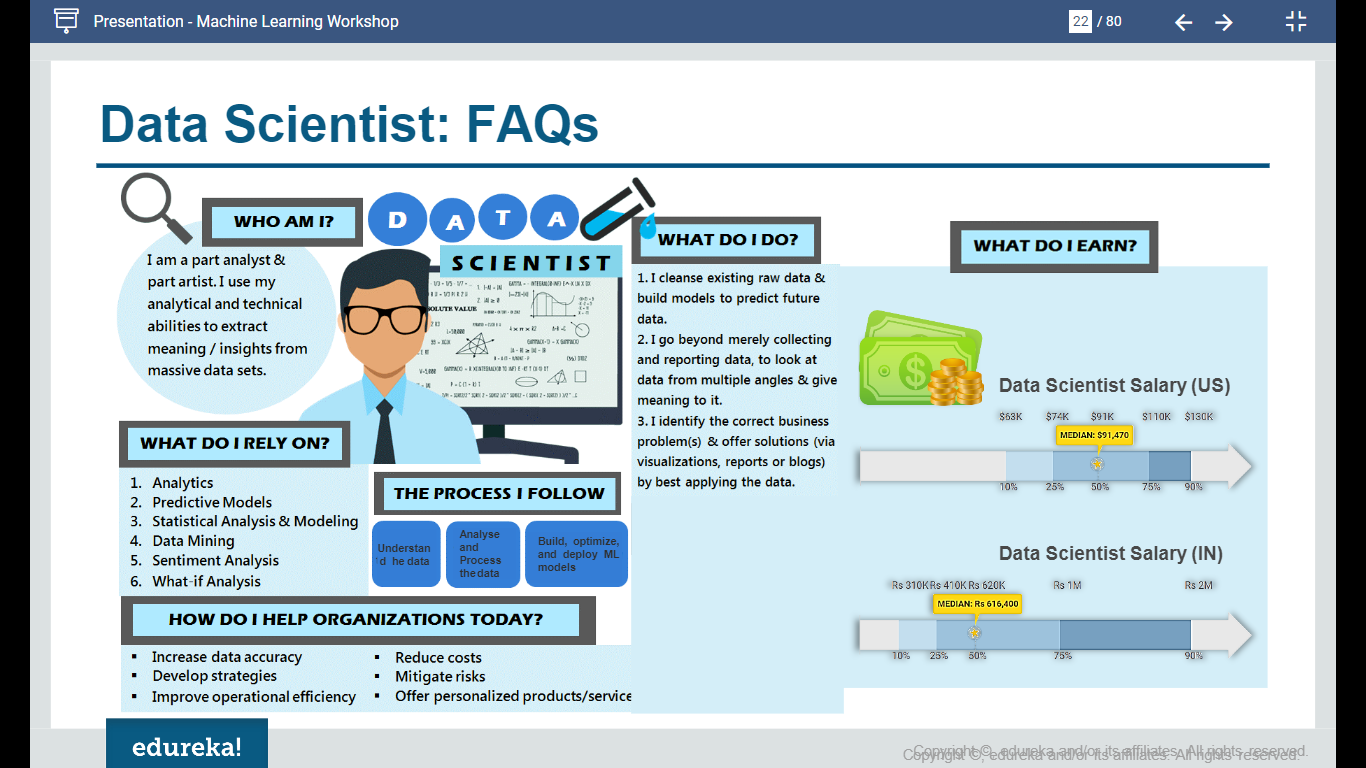 Presentation - Machine Learning Workshop
22 / 80
Data Scientist: FAQs
WHO AM I?
I am a part analyst &
part artist. I use my
analytical and technical
abilities to extract
meaning / insights from
massive data sets.
DATA
SCIENTIST
WHAT DO I RELY ON?
1. Analytics
2. Predictive Models
3. Statistical Analysis & Modeling
4. Data Mining
5. Sentiment Analysis
6. What-if Analysis
THE PROCESS I FOLLOW
Understan
d he data
Analyse
and
Process
thedata
Build, optimize,
and deploy ML
models
HOW DO I HELP ORGANIZATIONS TODAY?
▪ Increase data accuracy
▪ Develop strategies
▪ Improve operational efficiency
▪ Reduce costs
▪ Mitigate risks
▪ Offer personalized products/service
WHAT DO I DO?
1. I cleanse existing raw data &
build models to predict future
data.
2. I go beyond merely collecting
and reporting data, to look at
data from multiple angles & give
meaning to it.
3. I identify the correct business
problem(s) & offer solutions (via
visualizations, reports or blogs)
by best applying the data.
WHAT DO I EARN?
Data Scientist Salary (US)
$63K $74K $91K $110K $130K
MEDIAN: $91,470
10% 25% 50% 75% 90%
Data Scientist Salary (IN)
Rs 310K Rs 410K Rs 620K Rs 1M Rs 2M
MEDIAN: Rs 616,400
10% 25% 50% 75% 90%
edureka!
Copyright ©, edureka and/or its affiliates. All rights reserved.
Copyright ©, edureka and/or its affiliates. All rights reserved.